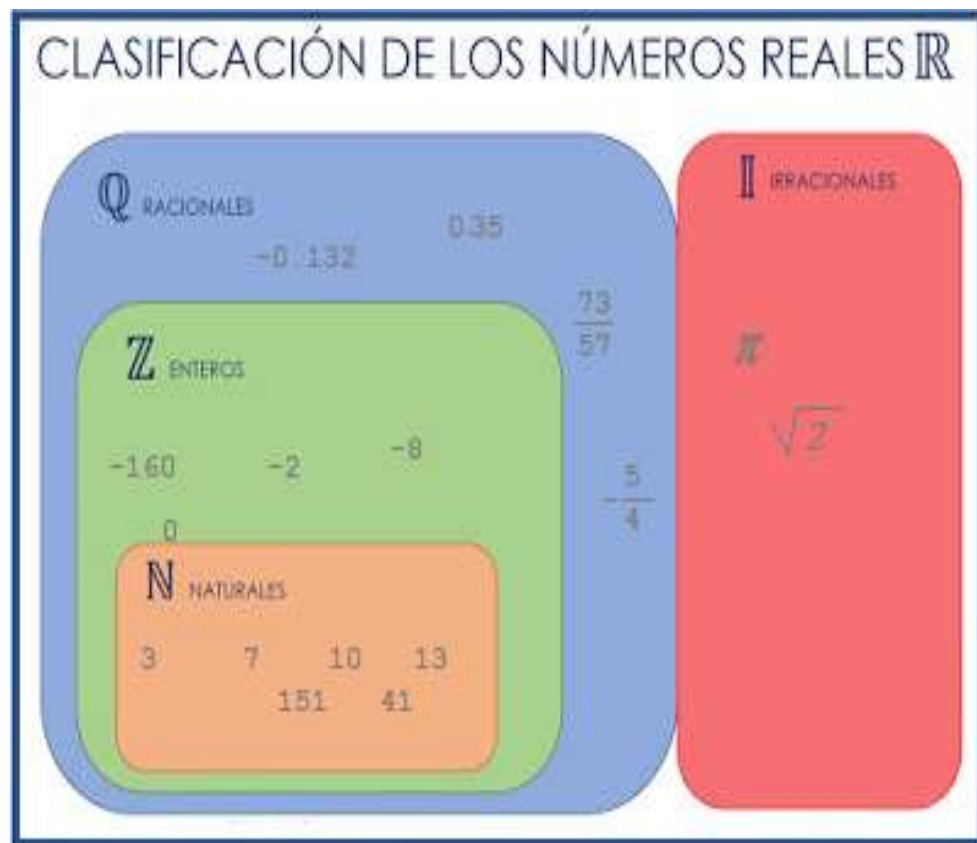 CLASIFICACIÓN DE LOS NÚMEROS REALES ℝ
ℚ RACIONALES
-0.132
0.35
73
57
-5
4
ℤ ENTEROS
-160
-2
-8
0
ℕ NATURALES
3 7 10 13
151 41
𝕀 IRRACIONALES
π
√2